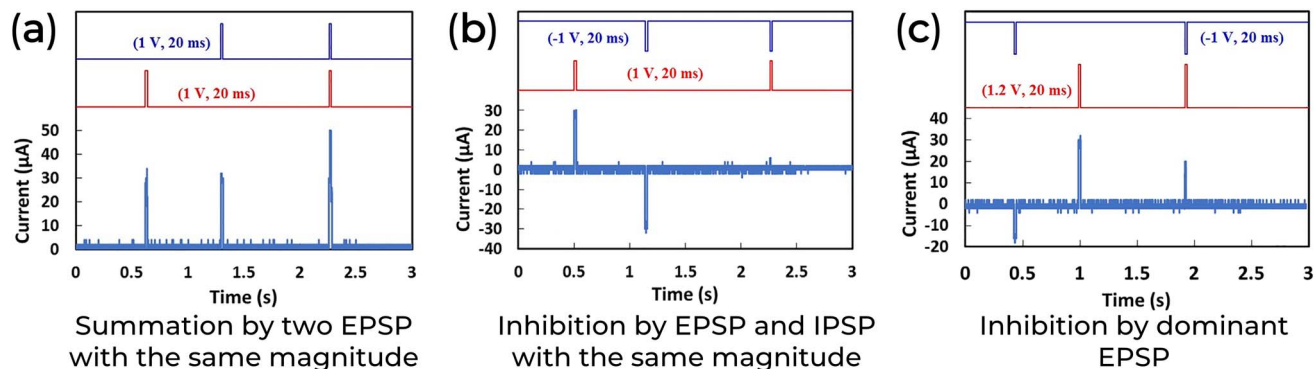 (a)
(1 V, 20 ms)
(1 V, 20 ms)
Current (µA)
50
40
30
20
10
0
0 0.5 1 1.5 2 2.5 3
Time (s)
Summation by two EPSP
with the same magnitude
(b)
(-1 V, 20 ms)
(1 V, 20 ms)
Current (µA)
30
20
10
0
-10
-20
-30
-40
0 0.5 1 1.5 2 2.5 3
Time (s)
Inhibition by EPSP and IPSP
with the same magnitude
(c)
(-1 V, 20 ms)
(1.2 V, 20 ms)
Current (µA)
40
30
20
10
0
-10
-20
0 0.5 1 1.5 2 2.5 3
Time (s)
Inhibition by dominant
EPSP